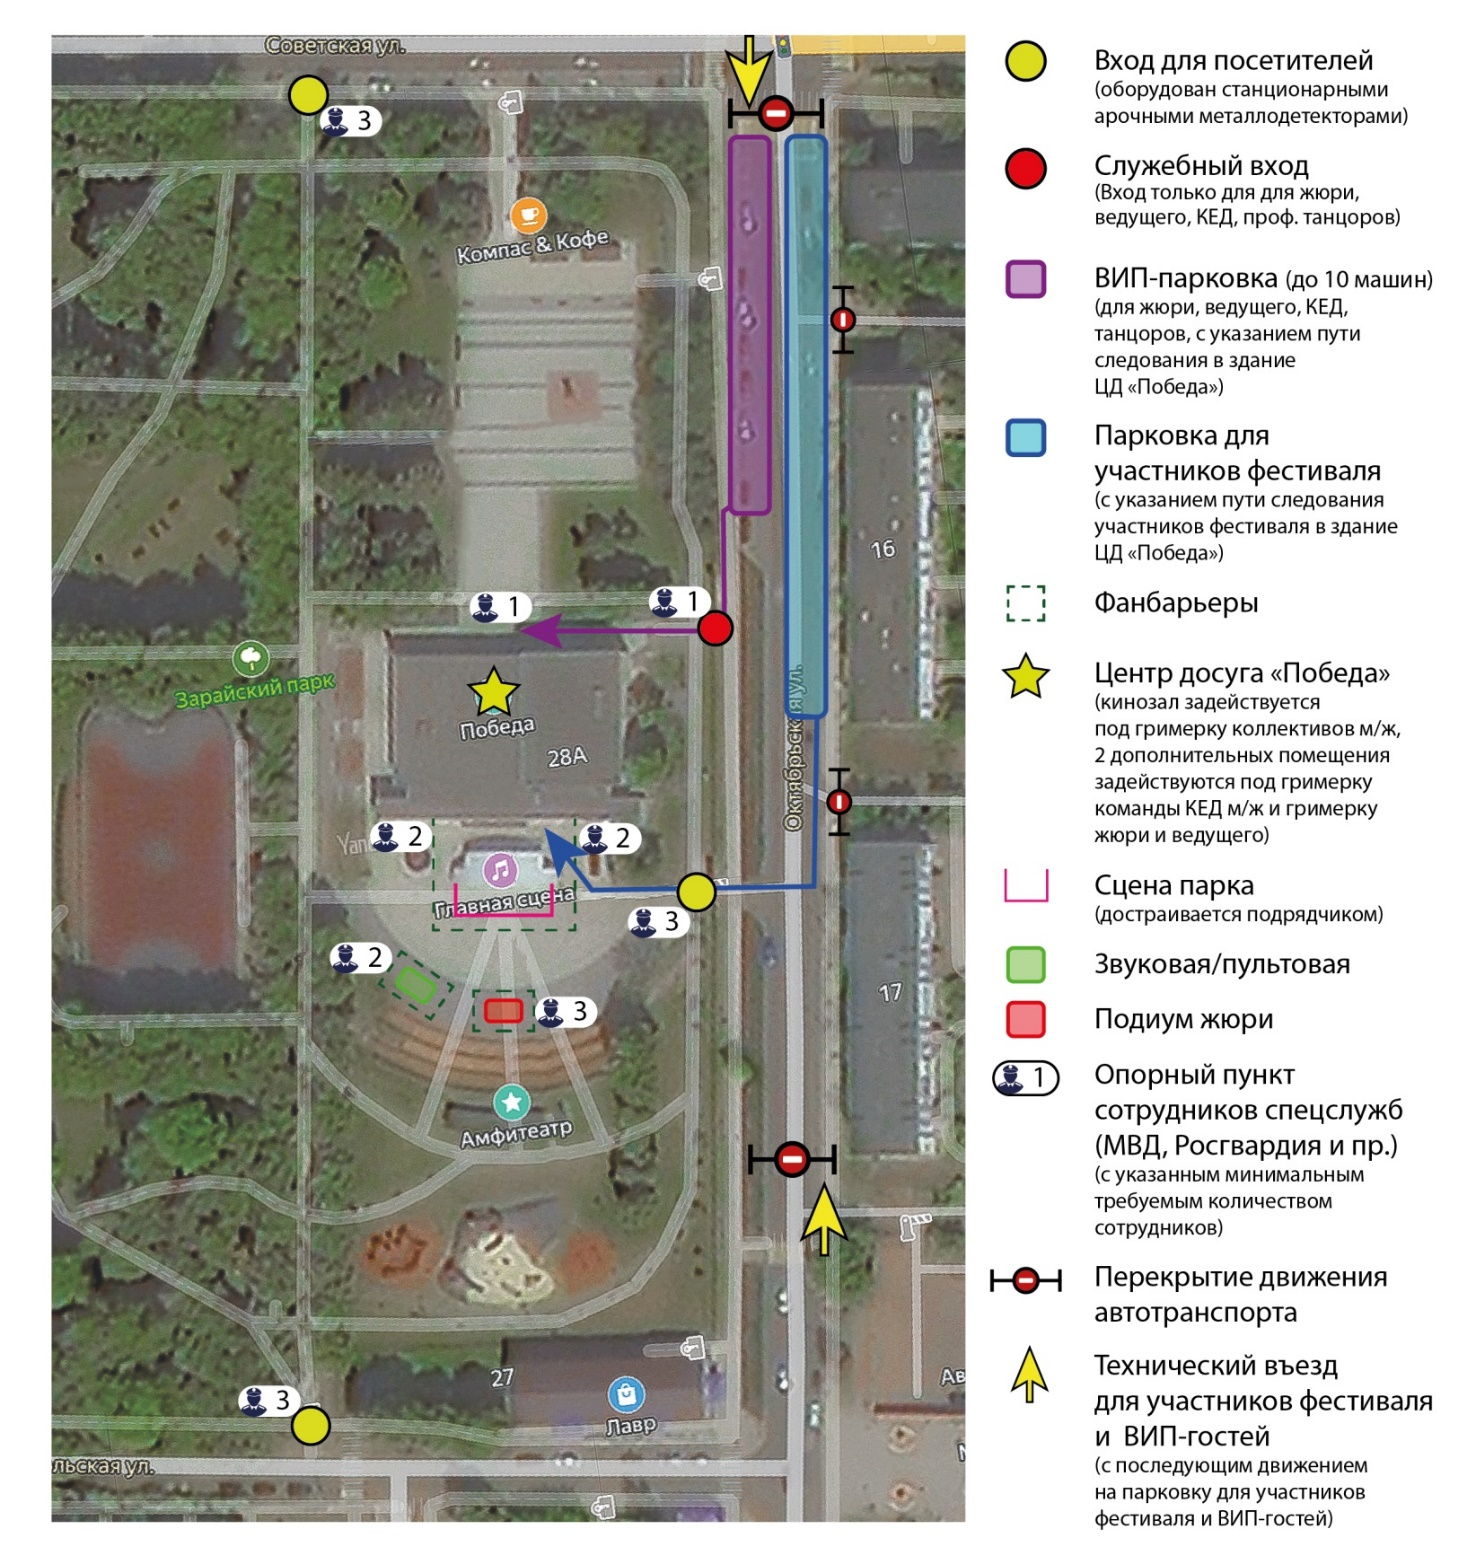 Советская ул.
3
Компас & Кофе
16
1
1
Зарайский парк
Победа
28А
Октябрьская ул.
2
2
Главная сцена
3
2
3
17
Амфитеатр
27
3
Лавр
льская ул.
Ав
Вход для посетителей
(оборудован станционарными
арочными металлодетекторами)
Служебный вход
(Вход только для для жюри,
ведущего, КЕД, проф. танцоров)
ВИП-парковка (до 10 машин)
(для жюри, ведущего, КЕД,
танцоров, с указанием пути
следования в здание
ЦД «Победа»)
Парковка для
участников фестиваля
(с указанием пути следования
участников фестиваля в здание
ЦД «Победа»)
Фанбарьеры
Центр досуга «Победа»
(кинозал задействуется
под гримерку коллективов м/ж,
2 дополнительных помещения
задействуются под гримерку
команды КЕД м/ж и гримерку
жюри и ведущего)
Сцена парка
(достраивается подрядчиком)
Звуковая/пультовая
Подиум жюри
1
Опорный пункт
сотрудников спецслужб
(МВД, Росгвардия и пр.)
(с указанным минимальным
требуемым количеством
сотрудников)
Перекрытие движения
автотранспорта
Технический въезд
для участников фестиваля
и ВИП-гостей
(с последующим движением
на парковку для участников
фестиваля и ВИП-гостей)